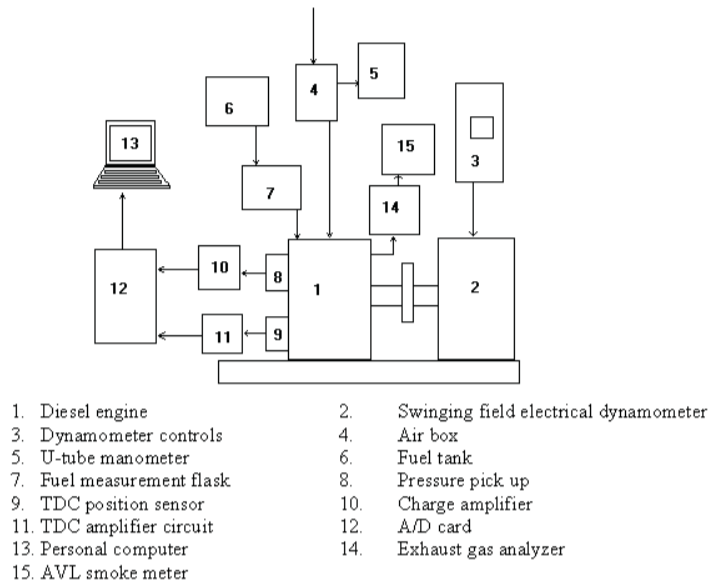 4
5
6
3
13
15
7
14
10
8
1
2
12
11
9
1. Diesel engine 2. Swinging field electrical dynamometer
3. Dynamometer controls 4. Air box
5. U-tube manometer 6. Fuel tank
7. Fuel measurement flask 8. Pressure pick up
9. TDC position sensor 10. Charge amplifier
11. TDC amplifier circuit 12. A/D card
13. Personal computer 14. Exhaust gas analyzer
15. AVL smoke meter